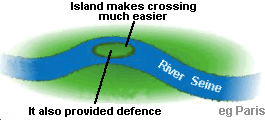 Island makes crossing
much easier
River Seine
It also provided defence
eg Paris